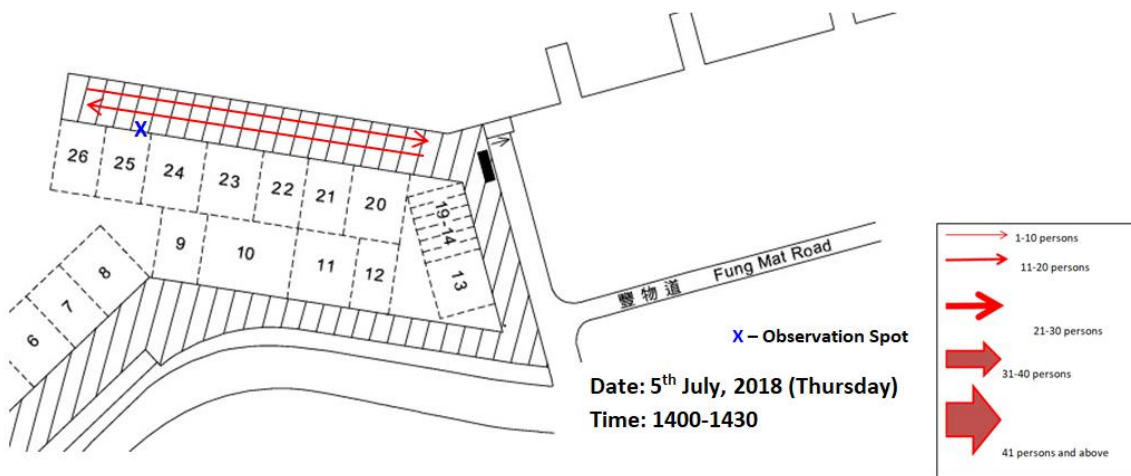 26
25
24
23
22
21
20
19-14
13
9
10
11
12
8
7
6
豐物道 Fung Mat Road
X
X – Observation Spot
Date: 5th July, 2018 (Thursday)
Time: 1400-1430
1-10 persons
11-20 persons
21-30 persons
31-40 persons
41 persons and above